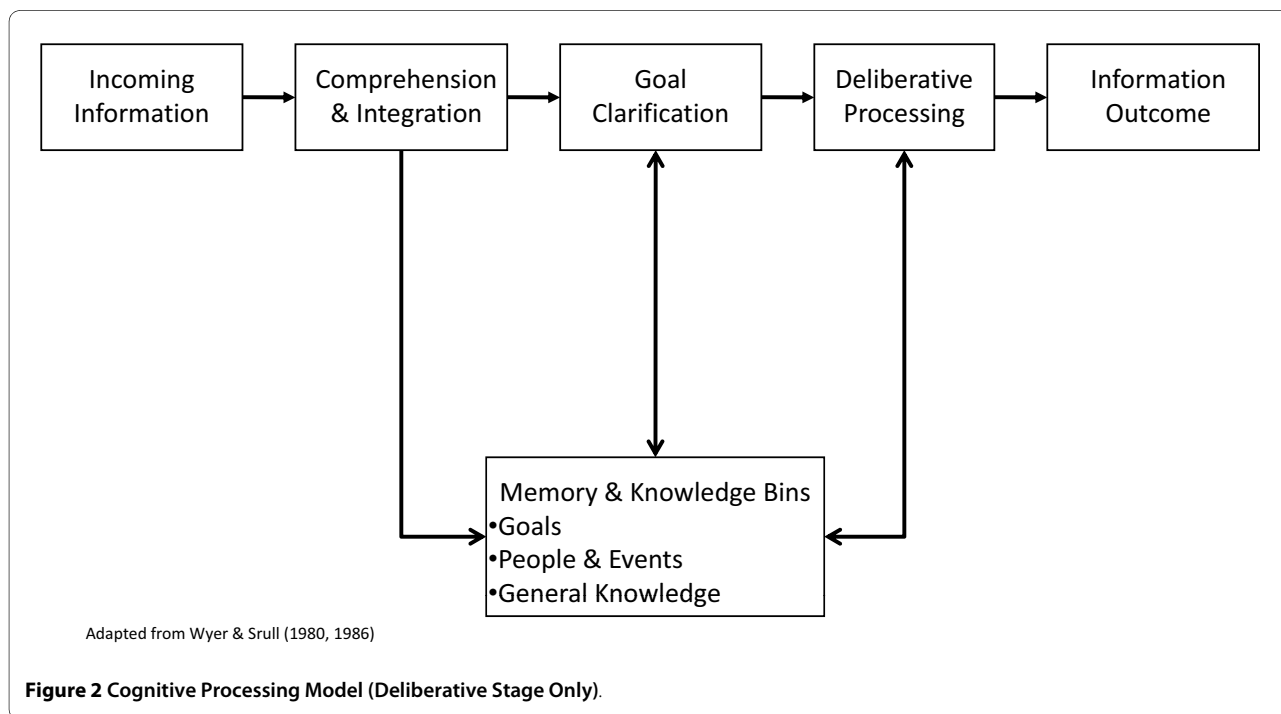 Incoming
Information
Comprehension
& Integration
Goal
Clarification
Deliberative
Processing
Information
Outcome
Memory & Knowledge Bins
•Goals
•People & Events
•General Knowledge
Adapted from Wyer & Srull (1980, 1986)
Figure 2 Cognitive Processing Model (Deliberative Stage Only).